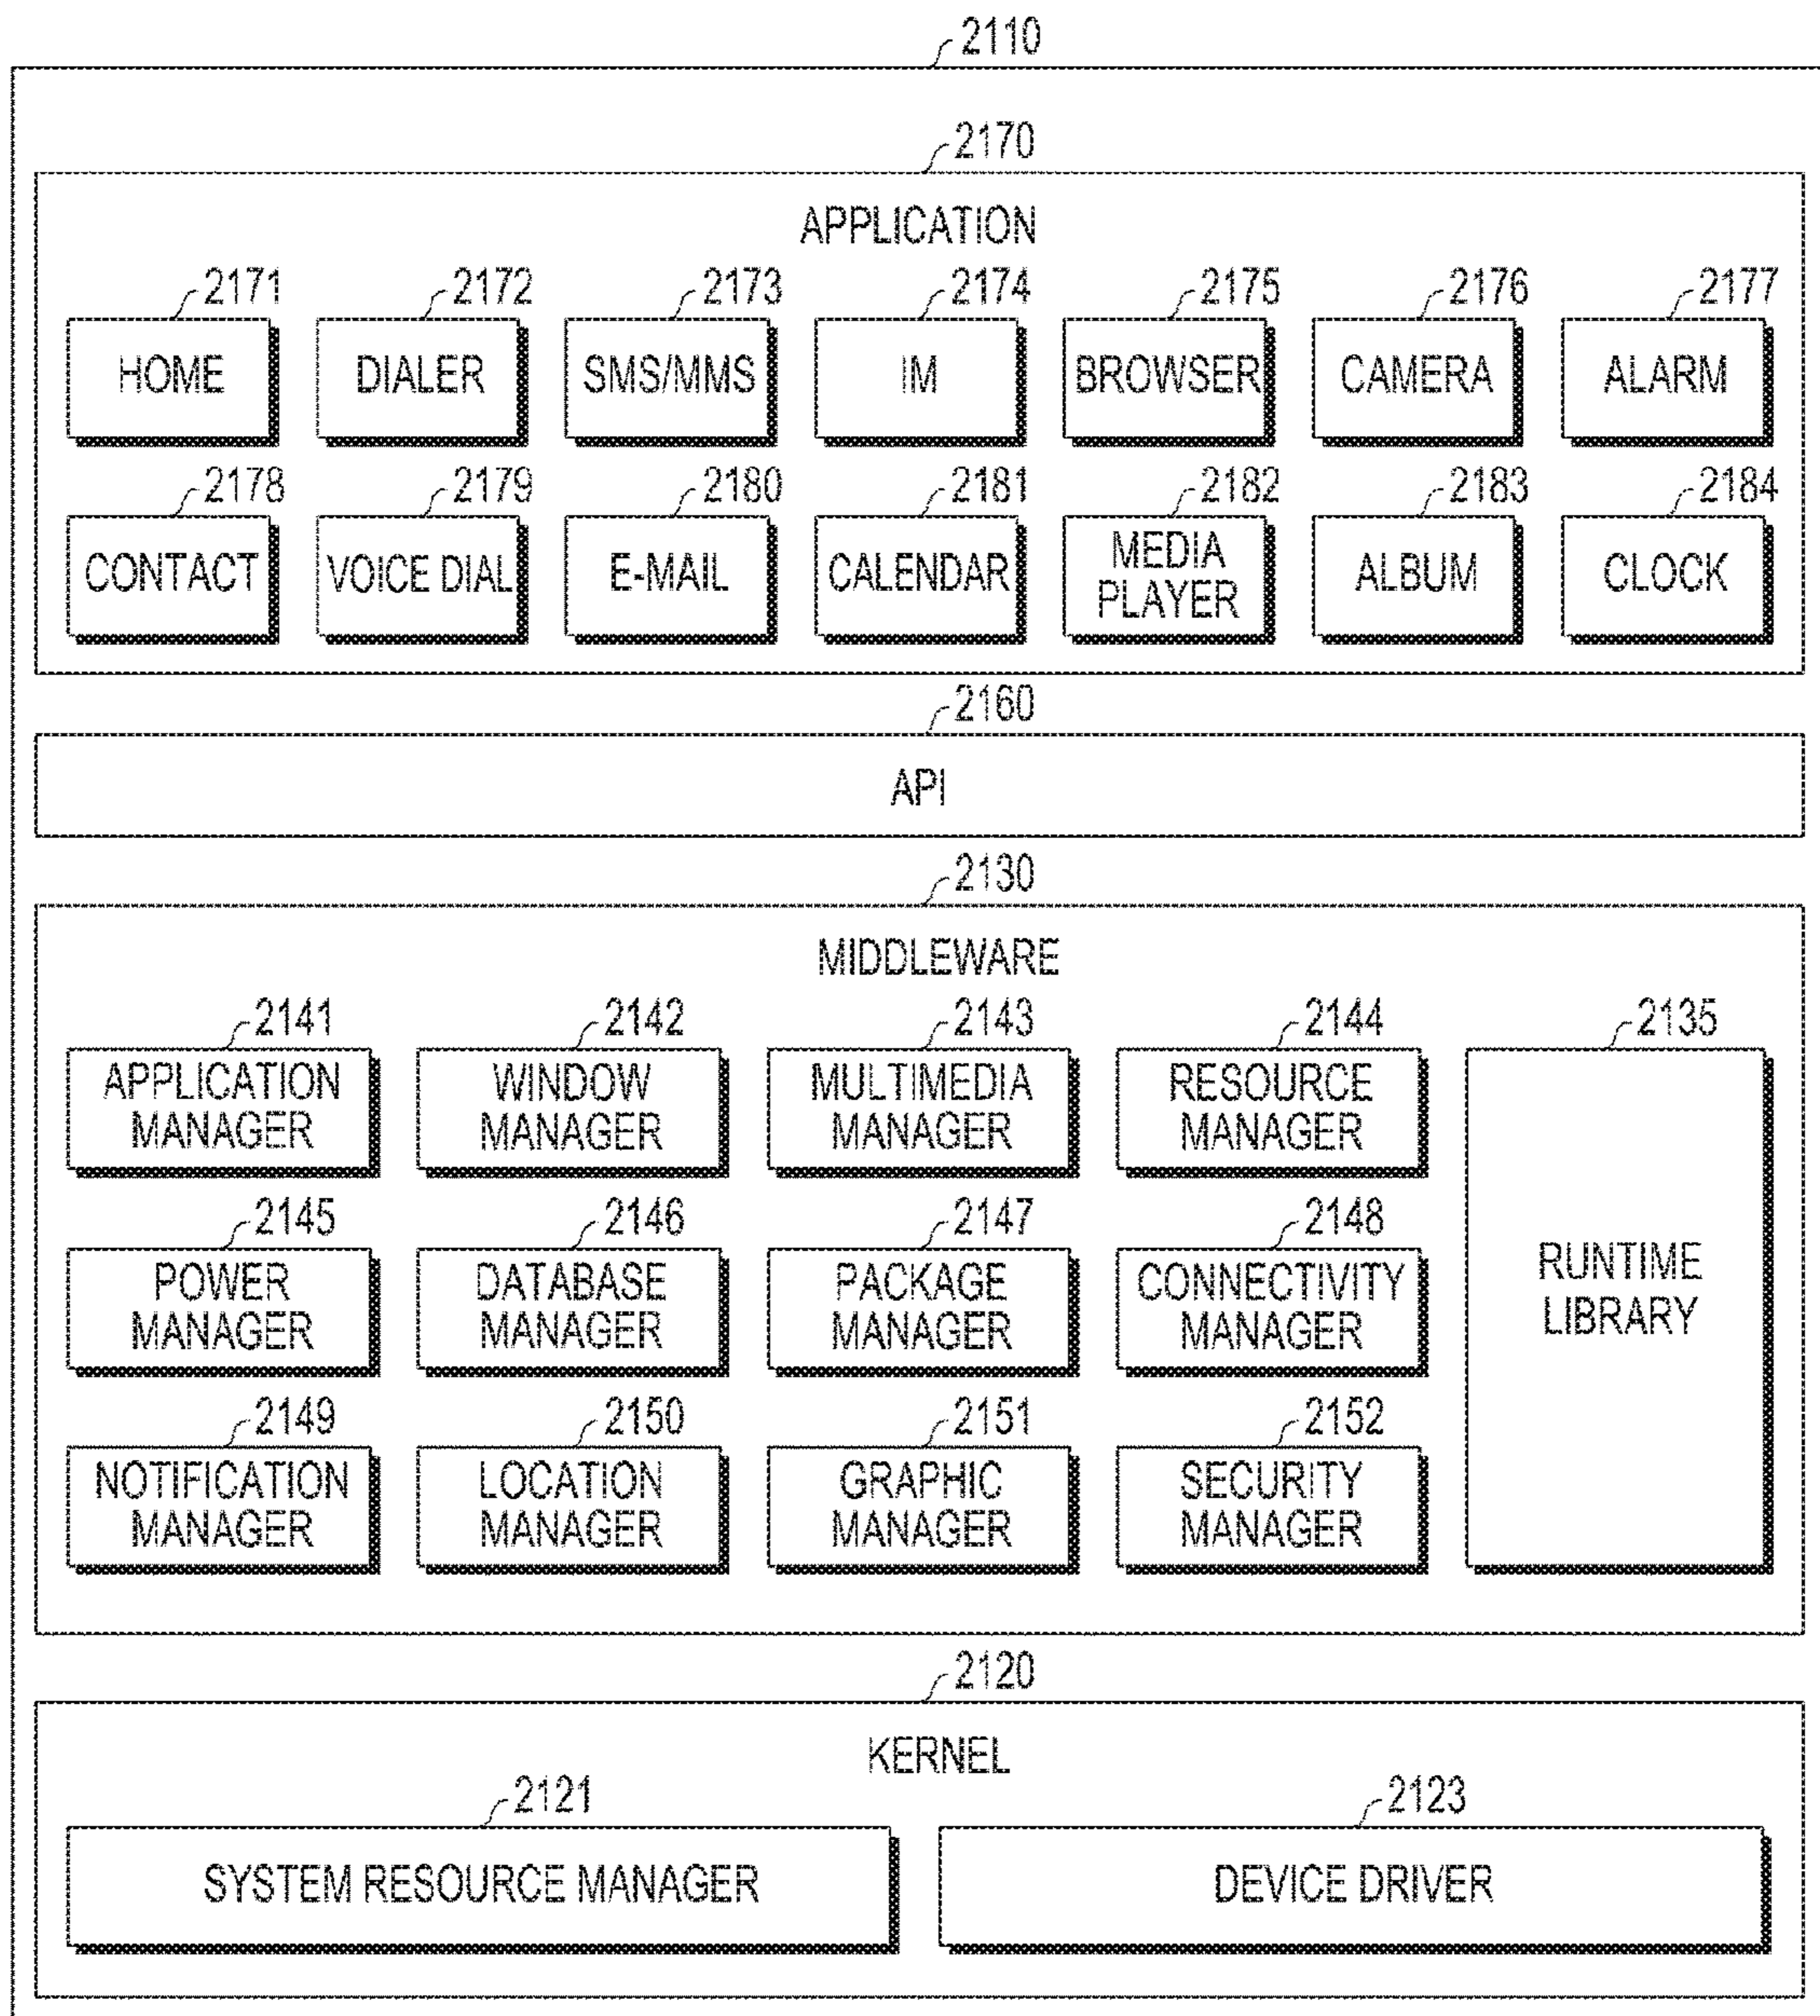 2110
2170
APPLICATION
2171 2172 2173 2174 2175 2176 2177
HOME DIALER SMS/MMS IM BROWSER CAMERA ALARM
2178 2179 2180 2181 2182 2183 2184
CONTACT VOICE DIAL E-MAIL CALENDAR MEDIA PLAYER ALBUM CLOCK
2160
API
2130
MIDDLEWARE
2141 2142 2143 2144 2135
APPLICATION WINDOW MULTIMEDIA RESOURCE
MANAGER MANAGER MANAGER MANAGER
2145 2146 2147 2148
POWER DATABASE PACKAGE CONNECTIVITY RUNTIME
MANAGER MANAGER MANAGER MANAGER LIBRARY
2149 2150 2151 2152
NOTIFICATION LOCATION GRAPHIC SECURITY
MANAGER MANAGER MANAGER MANAGER
2120
KERNEL
2121 2123
SYSTEM RESOURCE MANAGER DEVICE DRIVER